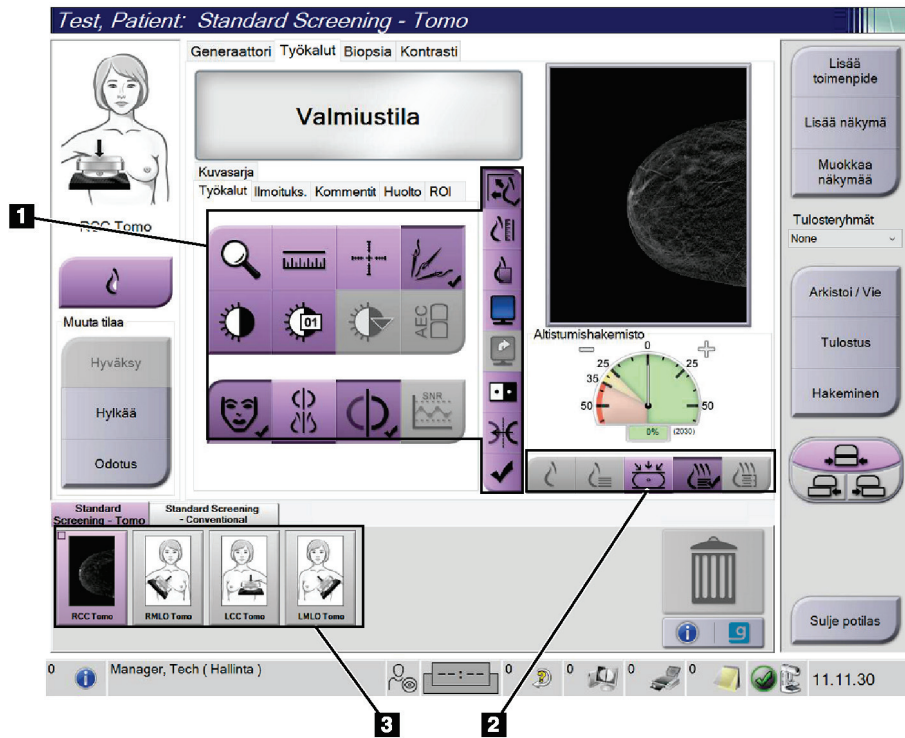 Test, Patient: Standard Screening - Tomo
Generaattori Työkalut Biopsia Kontrasti
Valmiustila
Kuvasarja
Työkalut Ilmoituks. Kommentit Huolto ROI
1
RCC Tomo
01
AEC
SNR
Muuta tilaa
Hyväksy
Hylkää
Odotus
Altistumishakemisto
0
25 25
35
50 50
0% (2030)
Lisää
toimenpide
Lisää näkymä
Muokkaa
näkymää
Tulosteryhmät
None
Arkistoi / Vie
Tulostus
Hakeminen
Standard
Screening - Tomo
Standard Screening
- Conventional
RCC Tomo
RMLO Tomo
LCC Tomo
LMLO Tomo
g
Sulje potilas
0 Manager, Tech ( Hallinta ) --:-- 0 0 0 0 11.11.30
3
2